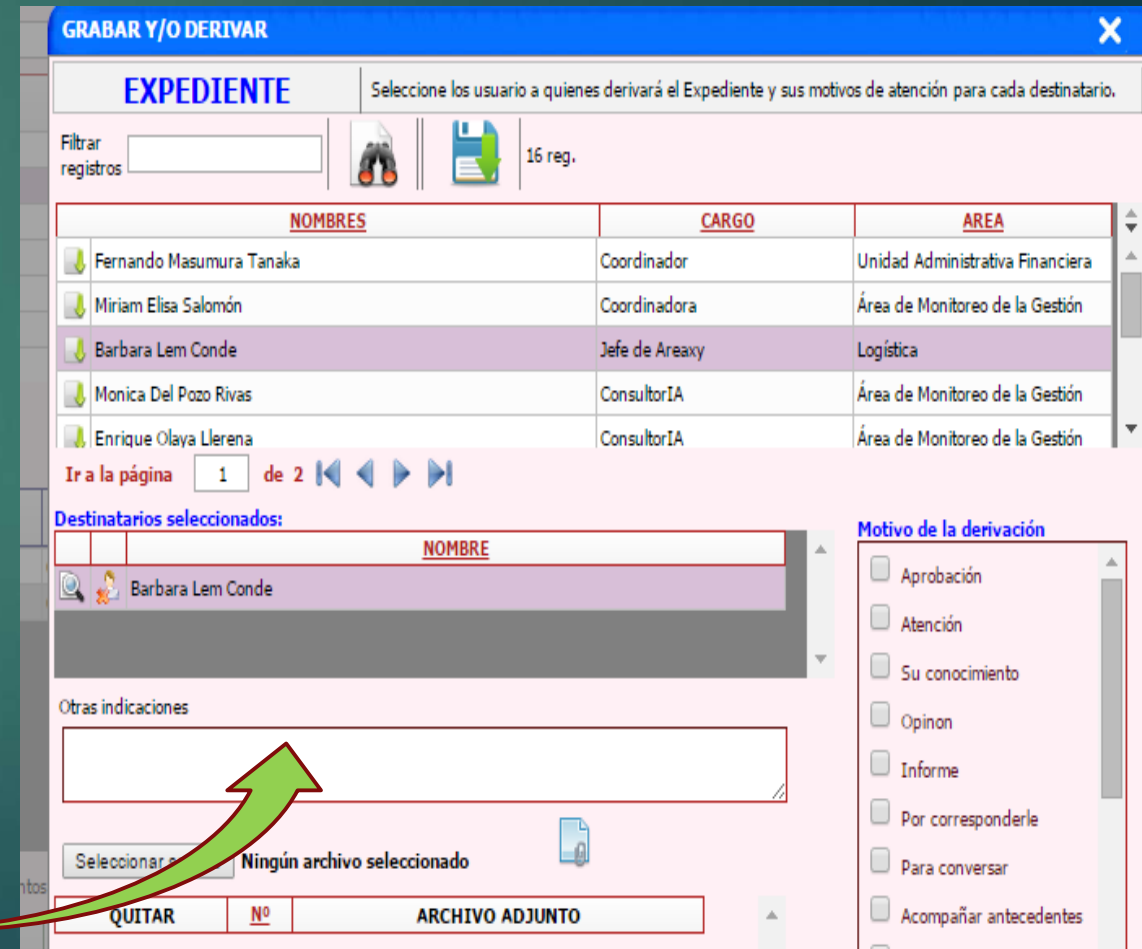 GRABAR Y/O DERIVAR
EXPEDIENTE
Seleccione los usuario a quienes derivará el Expediente y sus motivos de atención para cada destinatario.
Filtrar
registros
16 reg.
NOMBRES CARGO AREA
Fernando Masumura Tanaka Coordinador Unidad Administrativa Financiera
Miriam Elisa Salomón Coordinadora Área de Monitoreo de la Gestión
Barbara Lem Conde Jefe de Areaxy Logística
Monica Del Pozo Rivas ConsultorIA Área de Monitoreo de la Gestión
Enrique Olaya Llerena ConsultorIA Área de Monitoreo de la Gestión
Ir a la página 1 de 2
Destinatarios seleccionados:
NOMBRE
Barbara Lem Conde
Otras indicaciones
Seleccionar
Ningún archivo seleccionado
QUITAR Nº ARCHIVO ADJUNTO
Motivo de la derivación
Aprobación
Atención
Su conocimiento
Opinon
Informe
Por corresponderle
Para conversar
Acompañar antecedentes
ntos